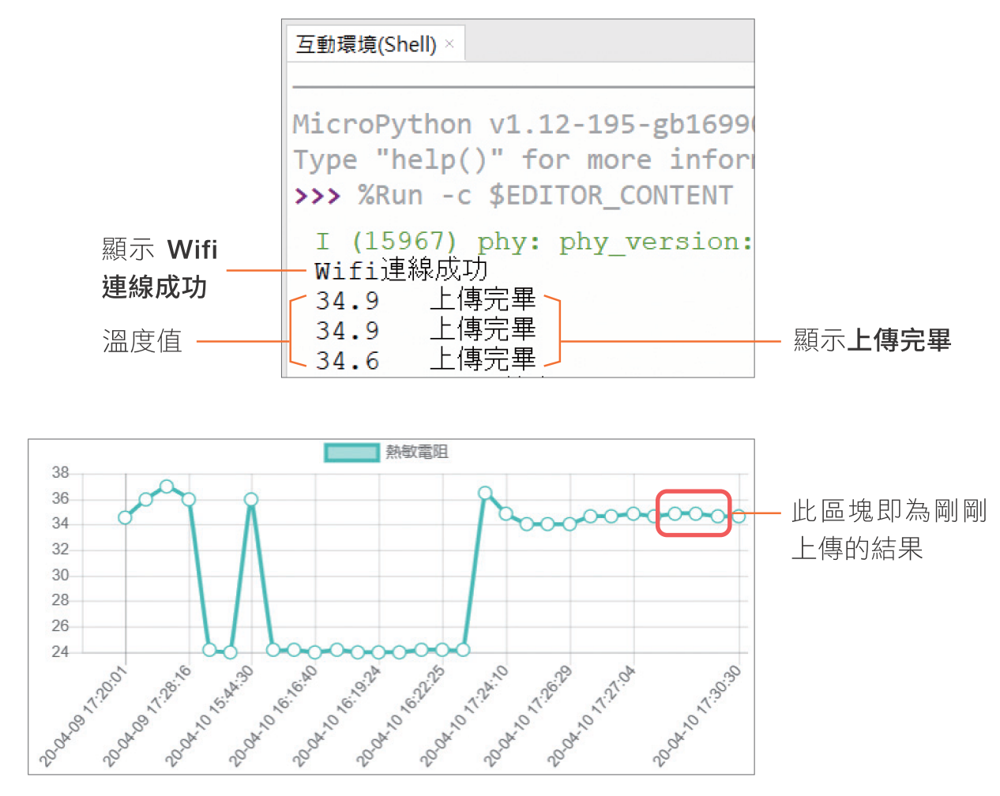 互動環境(Shell) ×
MicroPython v1.12-195-gb1699
Type "help()" for more infor
>>> %Run -c $EDITOR_CONTENT
I (15967) phy: phy_version:
Wifi連線成功
34.9 上傳完畢
34.9 上傳完畢
34.6 上傳完畢
顯示 Wifi
連線成功
溫度值
顯示上傳完畢
熱敏電阻
38
36
34
32
30
28
26
24
20-04-09 17:20:01
20-04-09 17:28:16
20-04-10 15:44:30
20-04-10 16:16:40
20-04-10 16:19:24
20-04-10 16:22:25
20-04-10 17:24:10
20-04-10 17:26:29
20-04-10 17:27:04
20-04-10 17:30:30
此區塊即為剛剛
上傳的結果